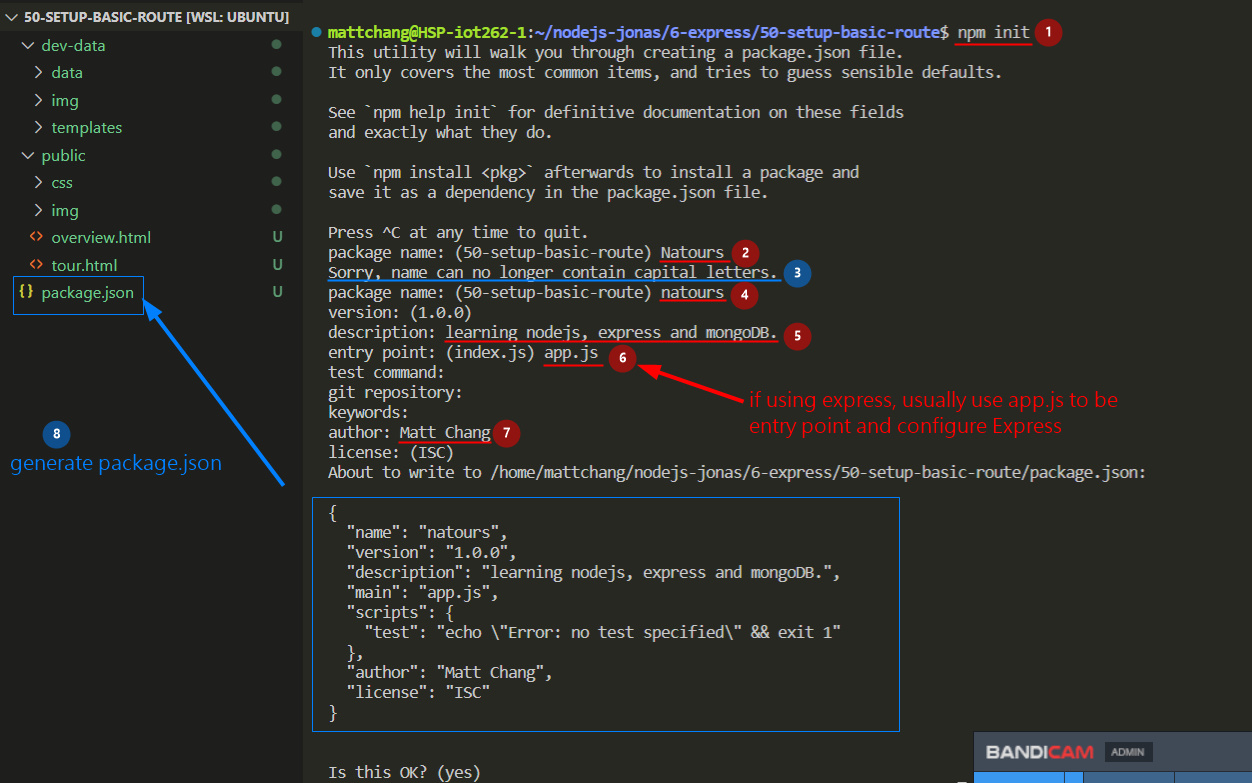 50-SETUP-BASIC-ROUTE [WSL: UBUNTU]
dev-data
data
img
templates
public
css
img
overview.html U
tour.html U
{} package.json U
8
generate package.json
mattchang@HSP-iot262-1:~/nodejs-jonas/6-express/50-setup-basic-route$ npm init 1
This utility will walk you through creating a package.json file.
It only covers the most common items, and tries to guess sensible defaults.
See `npm help init` for definitive documentation on these fields
and exactly what they do.
Use `npm install <pkg>` afterwards to install a package and
save it as a dependency in the package.json file.
Press ^C at any time to quit.
package name: (50-setup-basic-route) Natours 2
Sorry, name can no longer contain capital letters. 3
package name: (50-setup-basic-route) natours 4
version: (1.0.0)
description: learning nodejs, express and mongoDB. 5
entry point: (index.js) app.js 6
test command:
git repository:
keywords:
author: Matt Chang 7
license: (ISC)
if using express, usually use app.js to be
entry point and configure Express
About to write to /home/mattchang/nodejs-jonas/6-express/50-setup-basic-route/package.json:
{
"name": "natours",
"version": "1.0.0",
"description": "learning nodejs, express and mongoDB.",
"main": "app.js",
"scripts": {
"test": "echo \"Error: no test specified\" && exit 1"
},
"author": "Matt Chang",
"license": "ISC"
}
Is this OK? (yes)
BANDICAM ADMIN